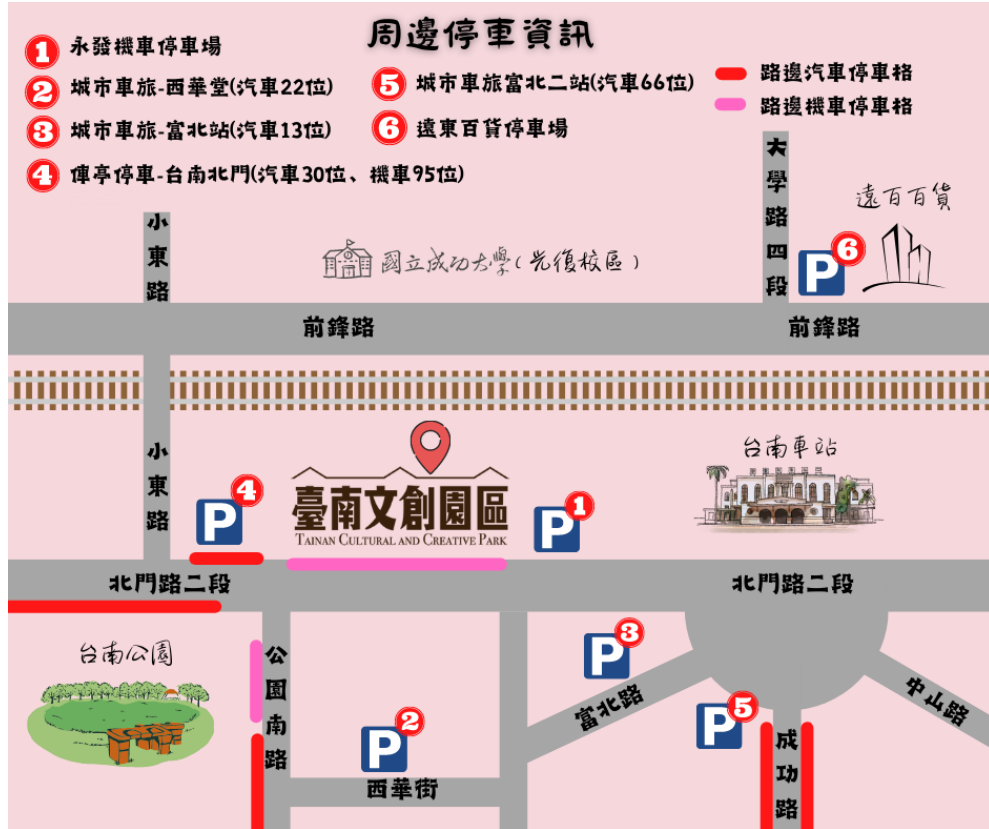 周邊停車資訊
1 永發機車停車場
2 城市車旅-西華堂(汽車22位)
3 城市車旅-富北站(汽車13位)
4 俥亭停車-台南北門(汽車30位、機車95位)
5 城市車旅富北二站(汽車66位)
6 遠東百貨停車場
路邊汽車停車格
路邊機車停車格
小東路
國立成功大學(光復校區)
大學路四段
遠百百貨
P 6
前鋒路
前鋒路
小東路
P 4
臺南文創園區
TAINAN CULTURAL AND CREATIVE PARK
P 1
台南車站
北門路二段
北門路二段
台南公園
公園南路
P 2
西華街
P 3
富北路
P 5
成功路
中山路